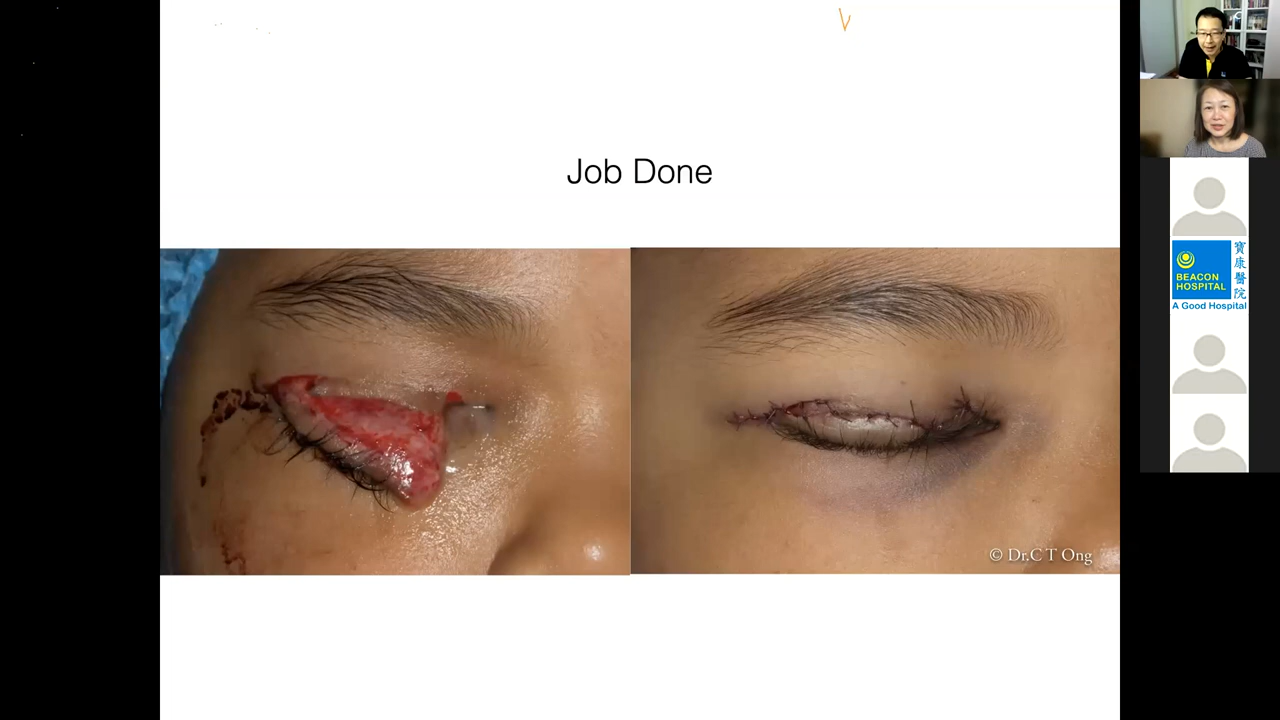 Job Done
© Dr.C T Ong
寶康醫院
BEACON
HOSPITAL
A Good Hospital